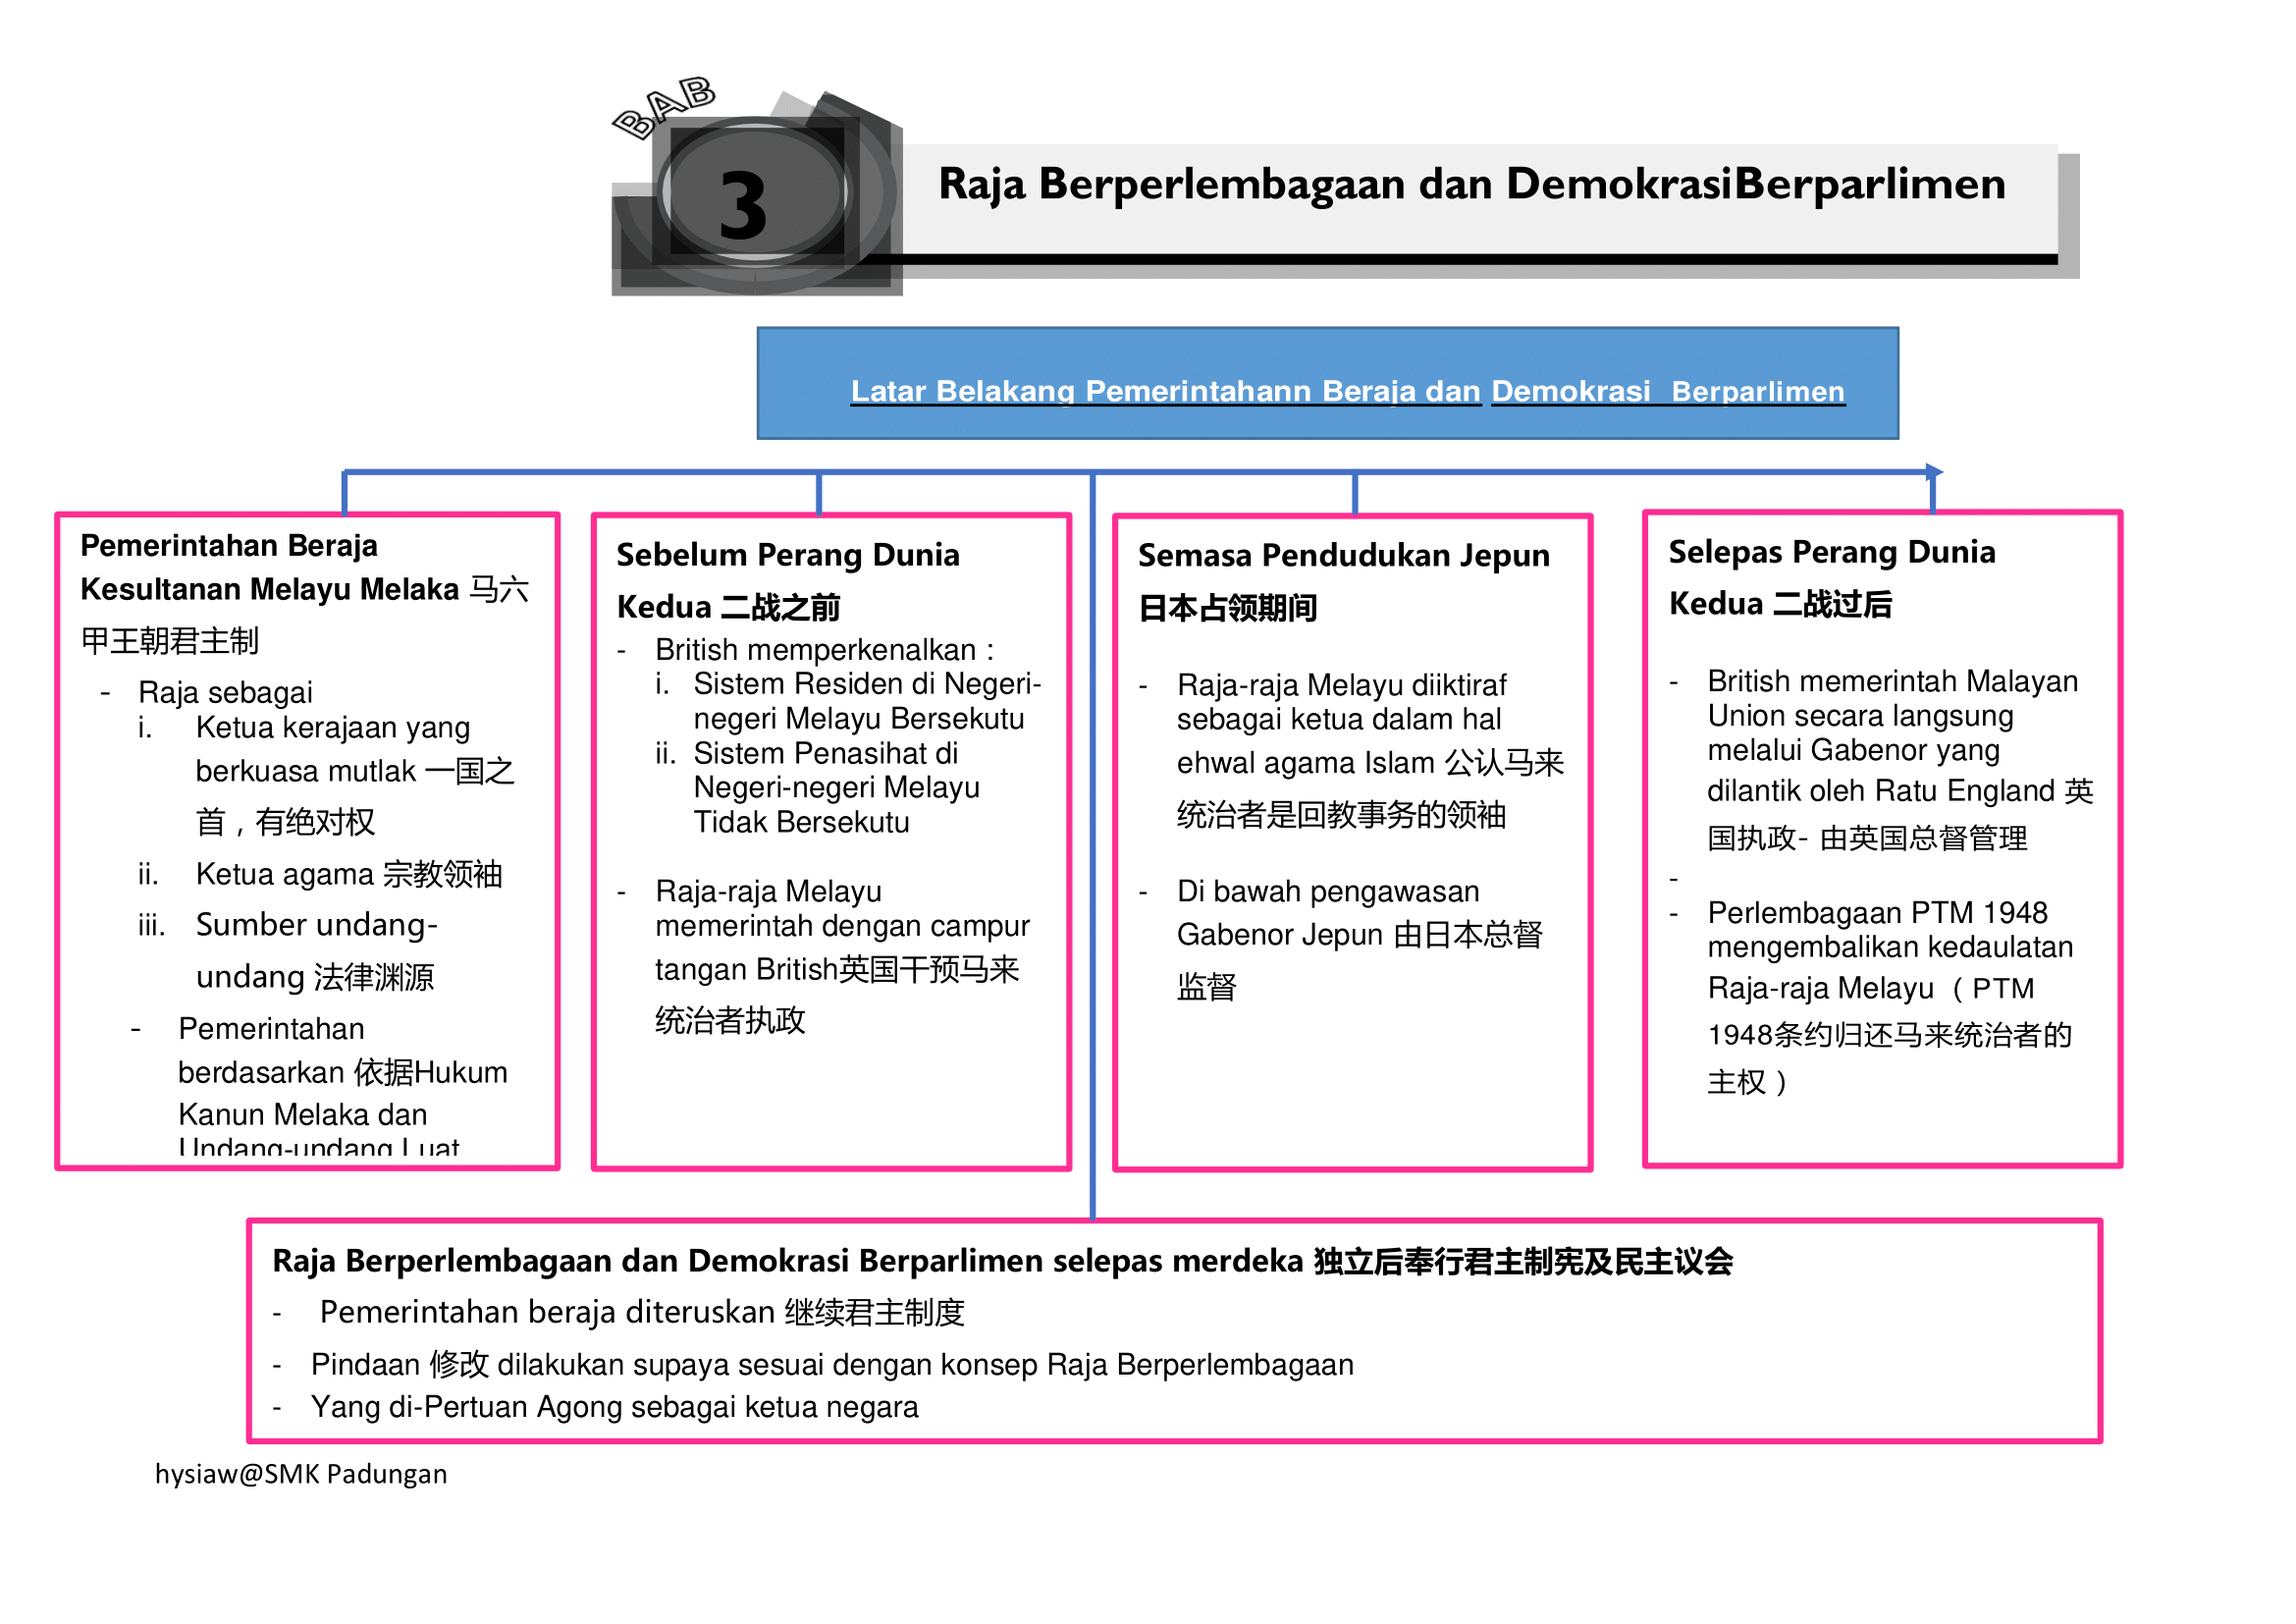 BAB
3
Raja Berperlembagaan dan DemokrasiBerparlimen
Latar Belakang Pemerintahann Beraja dan Demokrasi Berparlimen
Pemerintahan Beraja
Kesultanan Melayu Melaka 马六
甲王朝君主制
- Raja sebagai
i. Ketua kerajaan yang
berkuasa mutlak 一国之
首，有绝对权
ii. Ketua agama 宗教领袖
iii. Sumber undang-
undang 法律渊源
- Pemerintahan
berdasarkan 依据Hukum
Kanun Melaka dan
Undang-undang Luat
Sebelum Perang Dunia
Kedua 二战之前
- British memperkenalkan :
i. Sistem Residen di Negeri-
negeri Melayu Bersekutu
ii. Sistem Penasihat di
Negeri-negeri Melayu
Tidak Bersekutu
- Raja-raja Melayu
memerintah dengan campur
tangan British英国干预马来
统治者执政
Semasa Pendudukan Jepun
日本占领期间
- Raja-raja Melayu diiktiraf
sebagai ketua dalam hal
ehwal agama Islam 公认马来
统治者是回教事务的领袖
- Di bawah pengawasan
Gabenor Jepun 由日本总督
监督
Selepas Perang Dunia
Kedua 二战过后
- British memerintah Malayan
Union secara langsung
melalui Gabenor yang
dilantik oleh Ratu England 英
国执政- 由英国总督管理
-
- Perlembagaan PTM 1948
mengembalikan kedaulatan
Raja-raja Melayu （PTM
1948条约归还马来统治者的
主权）
Raja Berperlembagaan dan Demokrasi Berparlimen selepas merdeka 独立后奉行君主制宪及民主议会
- Pemerintahan beraja diteruskan 继续君主制度
- Pindaan 修改 dilakukan supaya sesuai dengan konsep Raja Berperlembagaan
- Yang di-Pertuan Agong sebagai ketua negara
hysiaw@SMK Padungan